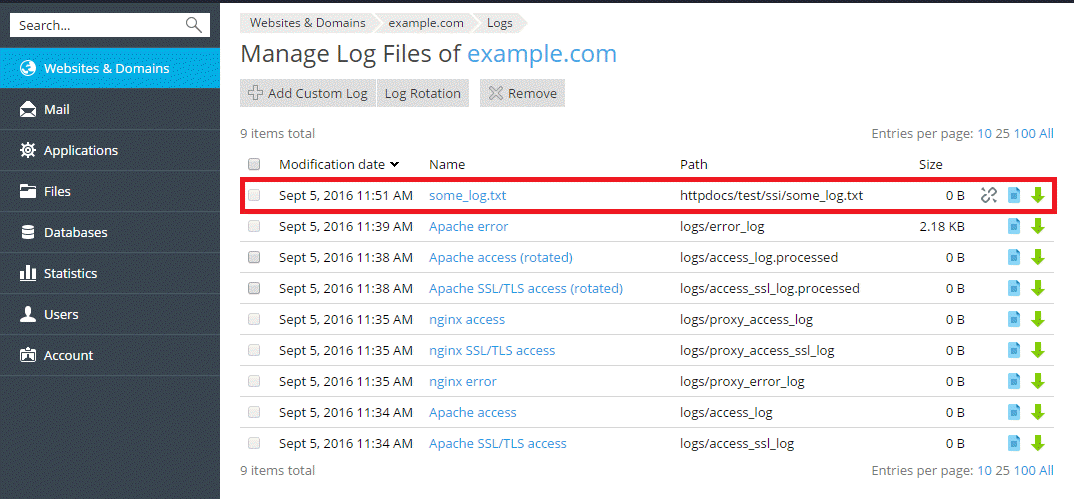 Search...
Websites & Domains
Mail
Applications
Files
Databases
Statistics
Users
Account
Websites & Domains example.com Logs
Manage Log Files of example.com
Add Custom Log Log Rotation Remove
9 items total Entries per page: 10 25 100 All
Modification date Name Path Size
Sept 5, 2016 11:51 AM some_log.txt httpdocs/test/ssi/some_log.txt 0 B
Sept 5, 2016 11:39 AM Apache error logs/error_log 2.18 KB
Sept 5, 2016 11:38 AM Apache access (rotated) logs/access_log.processed 0 B
Sept 5, 2016 11:38 AM Apache SSL/TLS access (rotated) logs/access_ssl_log.processed 0 B
Sept 5, 2016 11:35 AM nginx access logs/proxy_access_log 0 B
Sept 5, 2016 11:35 AM nginx SSL/TLS access logs/proxy_access_ssl_log 0 B
Sept 5, 2016 11:35 AM nginx error logs/proxy_error_log 0 B
Sept 5, 2016 11:34 AM Apache access logs/access_log 0 B
Sept 5, 2016 11:34 AM Apache SSL/TLS access logs/access_ssl_log 0 B
9 items total Entries per page: 10 25 100 All